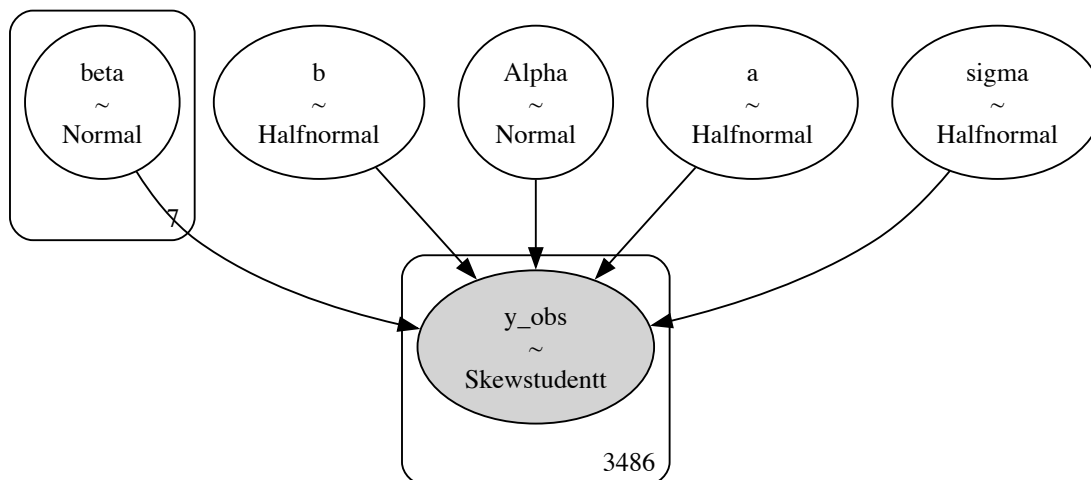 beta
~
Normal
7
b
~
Halfnormal
Alpha
~
Normal
a
~
Halfnormal
sigma
~
Halfnormal
y_obs
~
Skewstudentt
3486